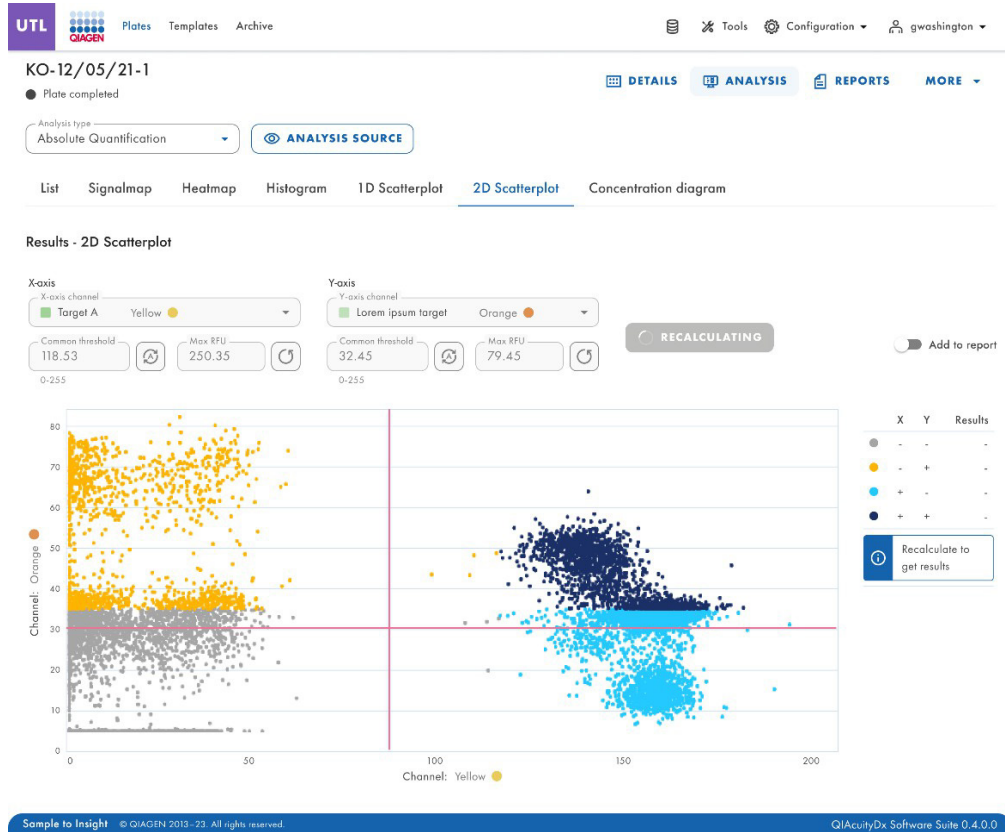 UTL QIAGEN Plates Templates Archive Tools Configuration gwashington
KO-12/05/21-1
Plate completed
DETAILS ANALYSIS REPORTS MORE
Analysis type
Absolute Quantification
ANALYSIS SOURCE
List Signalmap Heatmap Histogram 1D Scatterplot 2D Scatterplot Concentration diagram
Results - 2D Scatterplot
X-axis
X-axis channel
Target A Yellow
Common threshold
118.53
A
Max RFU
250.35
0-255
Y-axis
Y-axis channel
Lorem ipsum target Orange
Common threshold
32.45
A
Max RFU
79.45
0-255
RECALCULATING
Add to report
80
70
60
50
40
30
20
10
0
Channel: Orange
0 50 100 150 200
Channel: Yellow
X Y Results
- - -
- + -
+ - -
+ + -
Recalculate to
get results
Sample to Insight © QIAGEN 2013–23. All rights reserved. QIAcuityDx Software Suite 0.4.0.0